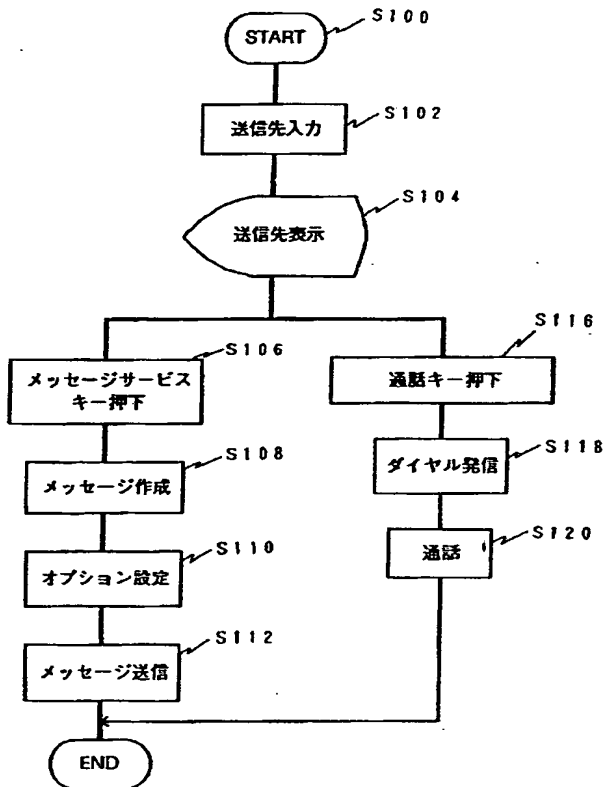 START
S100
送信先入力
S102
送信先表示
S104
メッセージサービス
キー押下
S106
メッセージ作成
S108
オプション設定
S110
メッセージ送信
S112
通話キー押下
S116
ダイヤル発信
S118
通話
S120
END